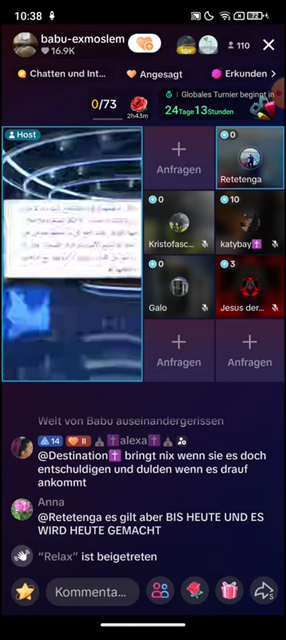 10:38
72
babu-exmoslem
16.9K
110
Chatten und Int...
Angesagt
Erkunden
0/73
2h43m
Globales Turnier beginnt in
24Tage 13Stunden
Host
Anfragen
0
Retetenga
0
Kristofasc...
10
katybay✝️
0
Galo
3
Jesus der...
Anfragen
Anfragen
Welt von Babu auseinandergerissen
14 II ✝️alexa✝️
@Destination✝️ bringt nix wenn sie es doch
entschuldigen und dulden wenn es drauf
ankommt
Anna
@Retetenga es gilt aber BIS HEUTE UND ES
WIRD HEUTE GEMACHT
“Relax” ist beigetreten
Kommenta...
5